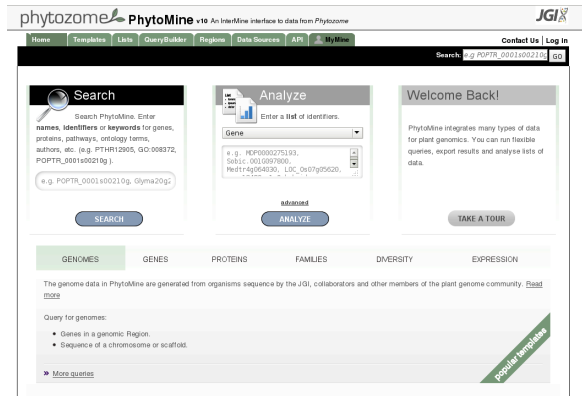 phytozome PhytoMine v10 An InterMine interface to data from Phytozome JGI
Home Templates Lists QueryBuilder Regions Data Sources API MyMine Contact Us | Log in
Search: e.g POPTR_0001s00210g GO
Search
Search PhytoMine. Enter
names, identifiers or keywords for genes,
proteins, pathways, ontology terms,
authors, etc. (e.g. PTHR12905, GO:008372,
POPTR_0001s00210g ).
e.g. POPTR_0001s00210g, Glyma20g2
SEARCH
Analyze
Enter a list of identifiers.
Gene
e.g. MDP0000275193,
Sobic.001G097800,
Medtr4g064030, LOC_Os07g05620,
advanced
ANALYZE
Welcome Back!
PhytoMine integrates many types of data
for plant genomics. You can run flexible
queries, export results and analyse lists of
data.
TAKE A TOUR
GENOMES GENES PROTEINS FAMILIES DIVERSITY EXPRESSION
The genome data in PhytoMine are generated from organisms sequence by the JGI, collaborators and other members of the plant genome community. Read
more
Query for genomes:
Genes in a genomic Region.
Sequence of a chromosome or scaffold.
» More queries
popular templates